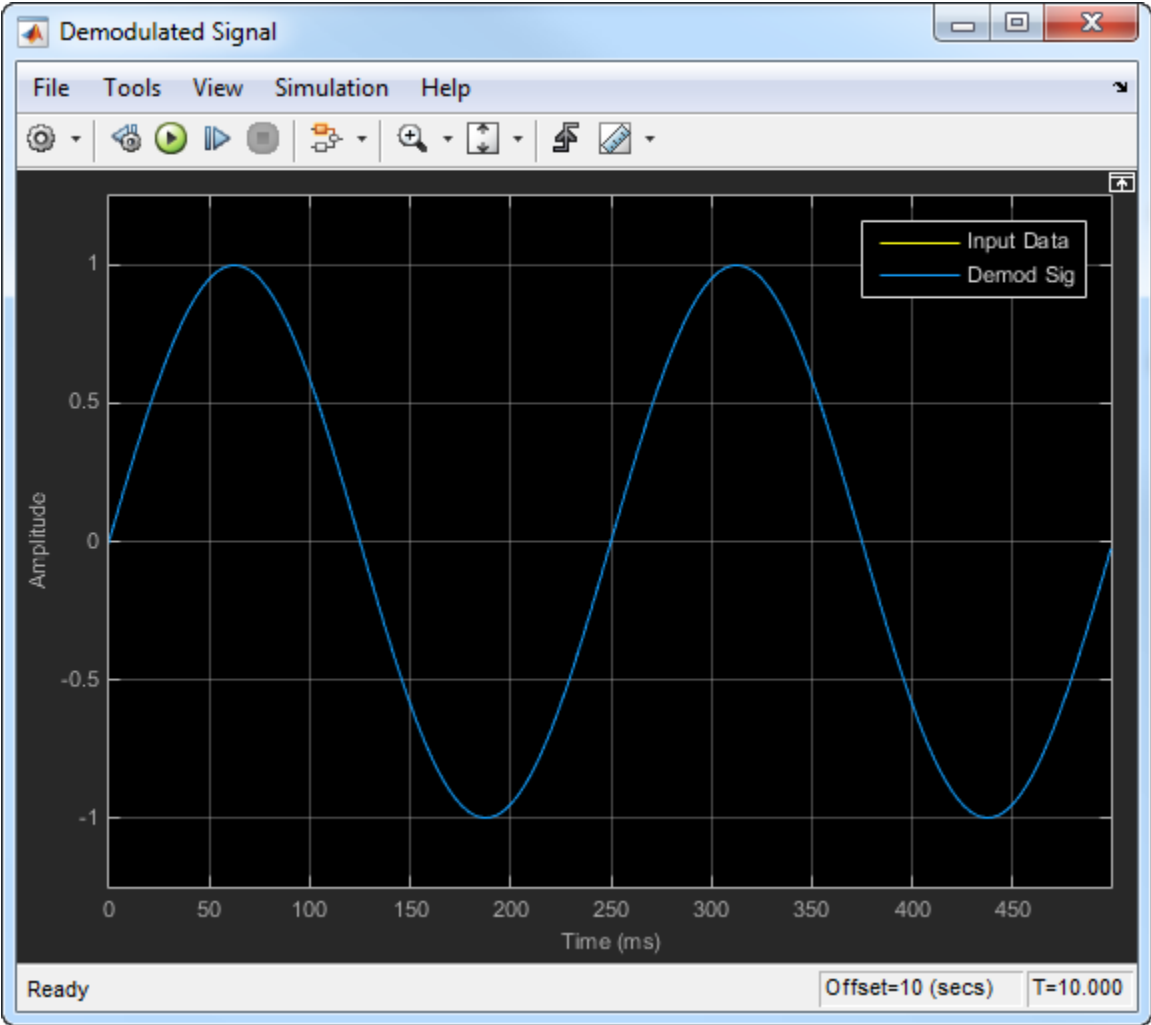 Demodulated Signal
File Tools View Simulation Help
Input Data
Demod Sig
1
0.5
0
-0.5
-1
Amplitude
0 50 100 150 200 250 300 350 400 450
Time (ms)
Ready Offset=10 (secs) T=10.000